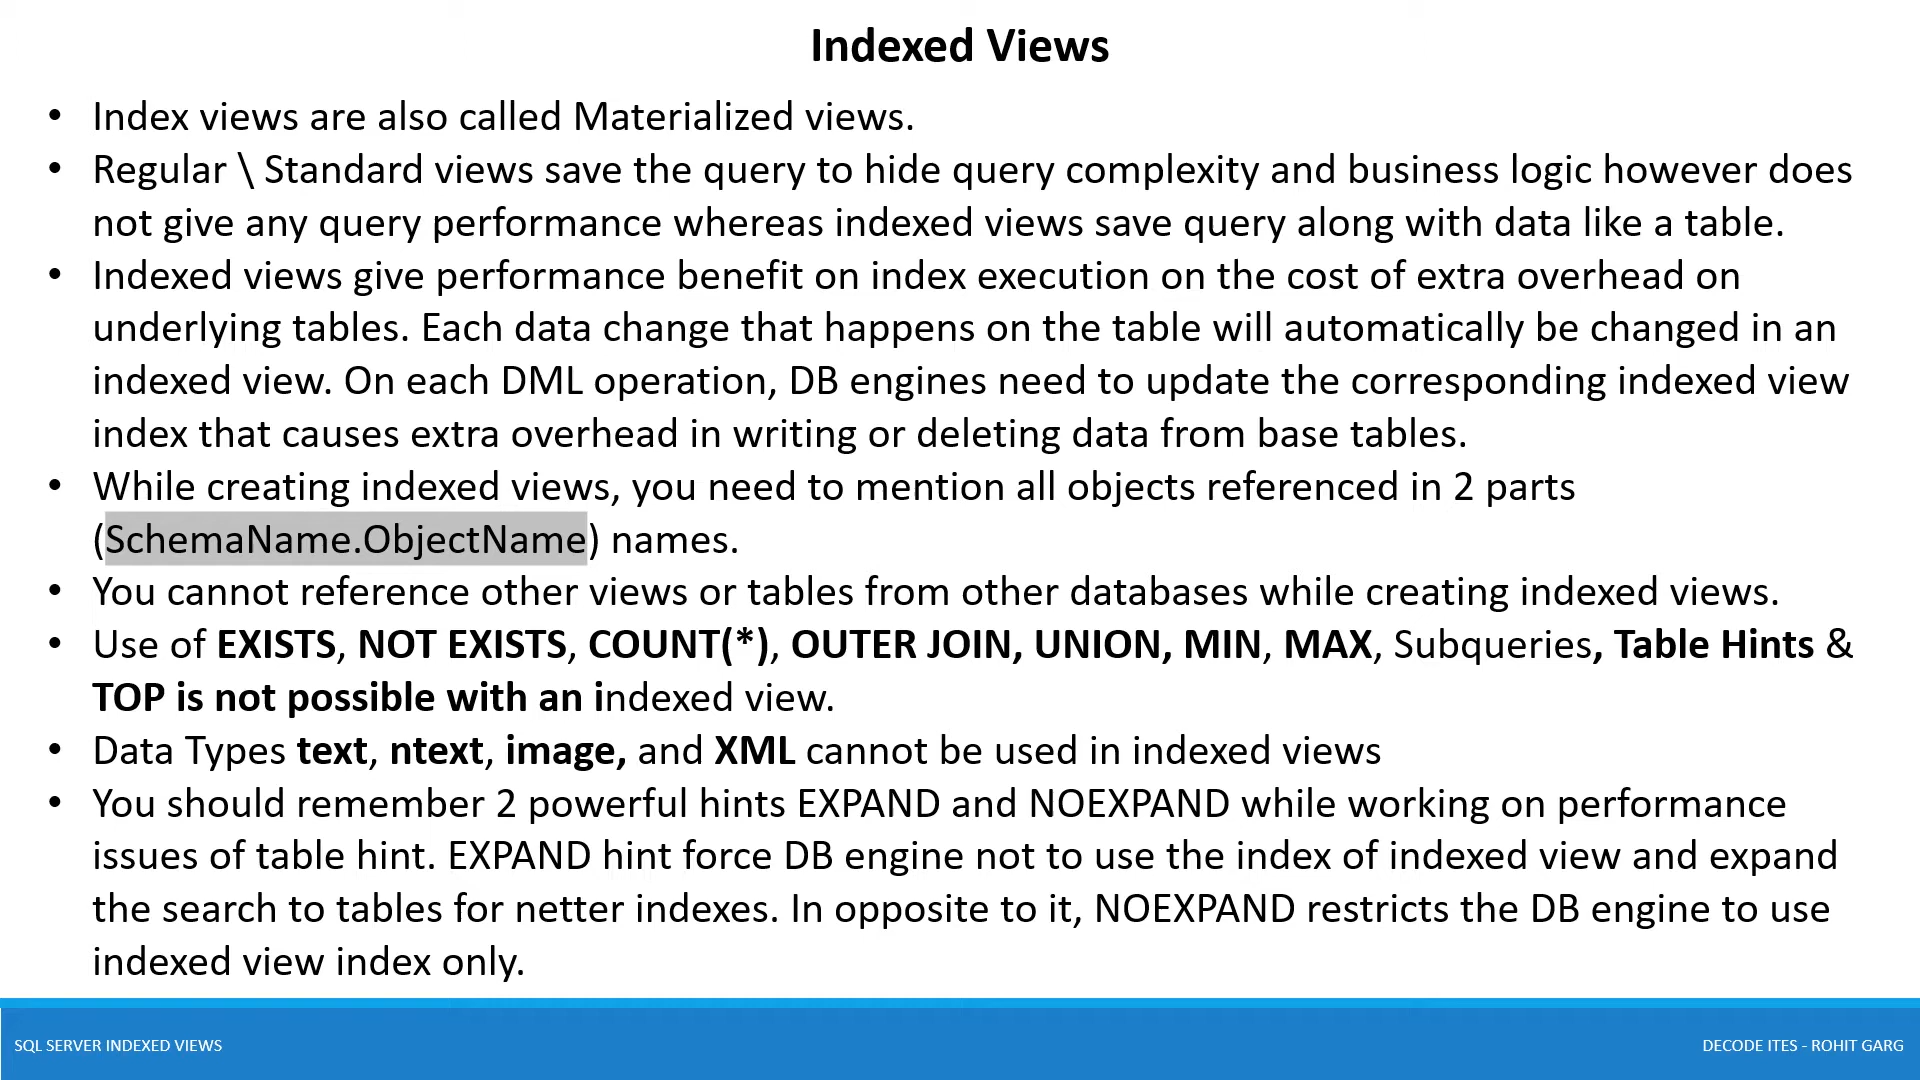 Indexed Views
• Index views are also called Materialized views.
• Regular \ Standard views save the query to hide query complexity and business logic however does
not give any query performance whereas indexed views save query along with data like a table.
• Indexed views give performance benefit on index execution on the cost of extra overhead on
underlying tables. Each data change that happens on the table will automatically be changed in an
indexed view. On each DML operation, DB engines need to update the corresponding indexed view
index that causes extra overhead in writing or deleting data from base tables.
• While creating indexed views, you need to mention all objects referenced in 2 parts
(SchemaName.ObjectName) names.
• You cannot reference other views or tables from other databases while creating indexed views.
• Use of EXISTS, NOT EXISTS, COUNT(*), OUTER JOIN, UNION, MIN, MAX, Subqueries, Table Hints &
TOP is not possible with an indexed view.
• Data Types text, ntext, image, and XML cannot be used in indexed views
• You should remember 2 powerful hints EXPAND and NOEXPAND while working on performance
issues of table hint. EXPAND hint force DB engine not to use the index of indexed view and expand
the search to tables for netter indexes. In opposite to it, NOEXPAND restricts the DB engine to use
indexed view index only.
SQL SERVER INDEXED VIEWS
DECODE ITES - ROHIT GARG